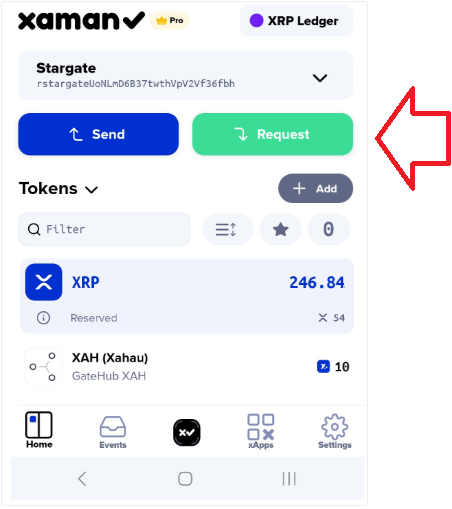 xaman Pro XRP Ledger
Stargate
rstargateUoNLmD6B37twthVpV2Vf36fbh
Send Request
Tokens Add
Filter 0
XRP 246.84
Reserved 54
XAH (Xahau) 10
GateHub XAH
Home Events xApps Settings